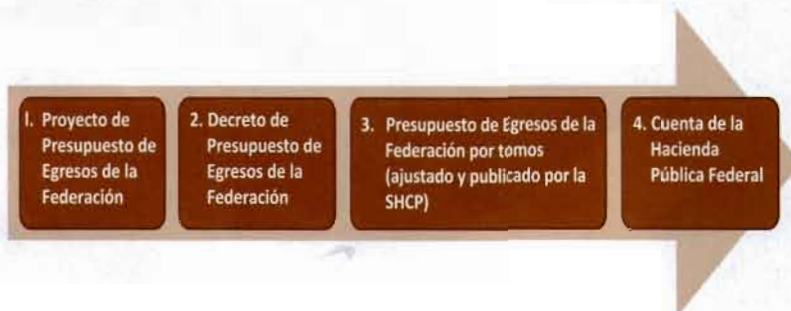 I. Proyecto de
Presupuesto de
Egresos de la
Federación
2. Decreto de
Presupuesto de
Egresos de la
Federación
3. Presupuesto de Egresos de la
Federación por tomos
(ajustado y publicado por la
SHCP)
4. Cuenta de la
Hacienda
Pública Federal